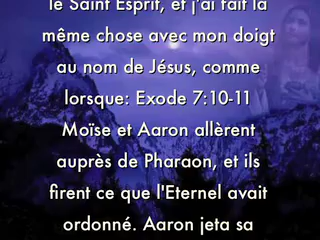 le Saint Esprit, et j'ai fait la
même chose avec mon doigt
au nom de Jésus, comme
lorsque: Exode 7:10-11
Moïse et Aaron allèrent
auprès de Pharaon, et ils
firent ce que l'Eternel avait
ordonné. Aaron jeta sa